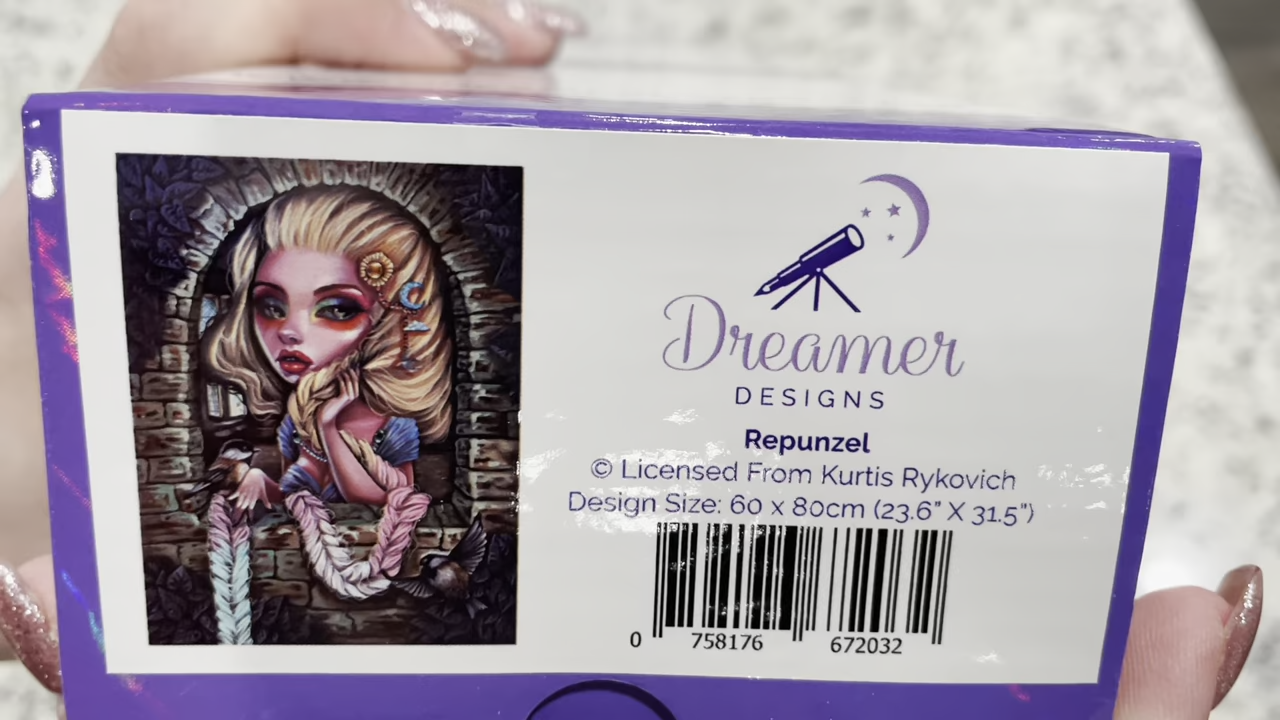 Dreamer
DESIGNS
Repunzel
© Licensed From Kurtis Rykovich
Design Size: 60 x 80cm (23.6" X 31.5")
0 758176 672032